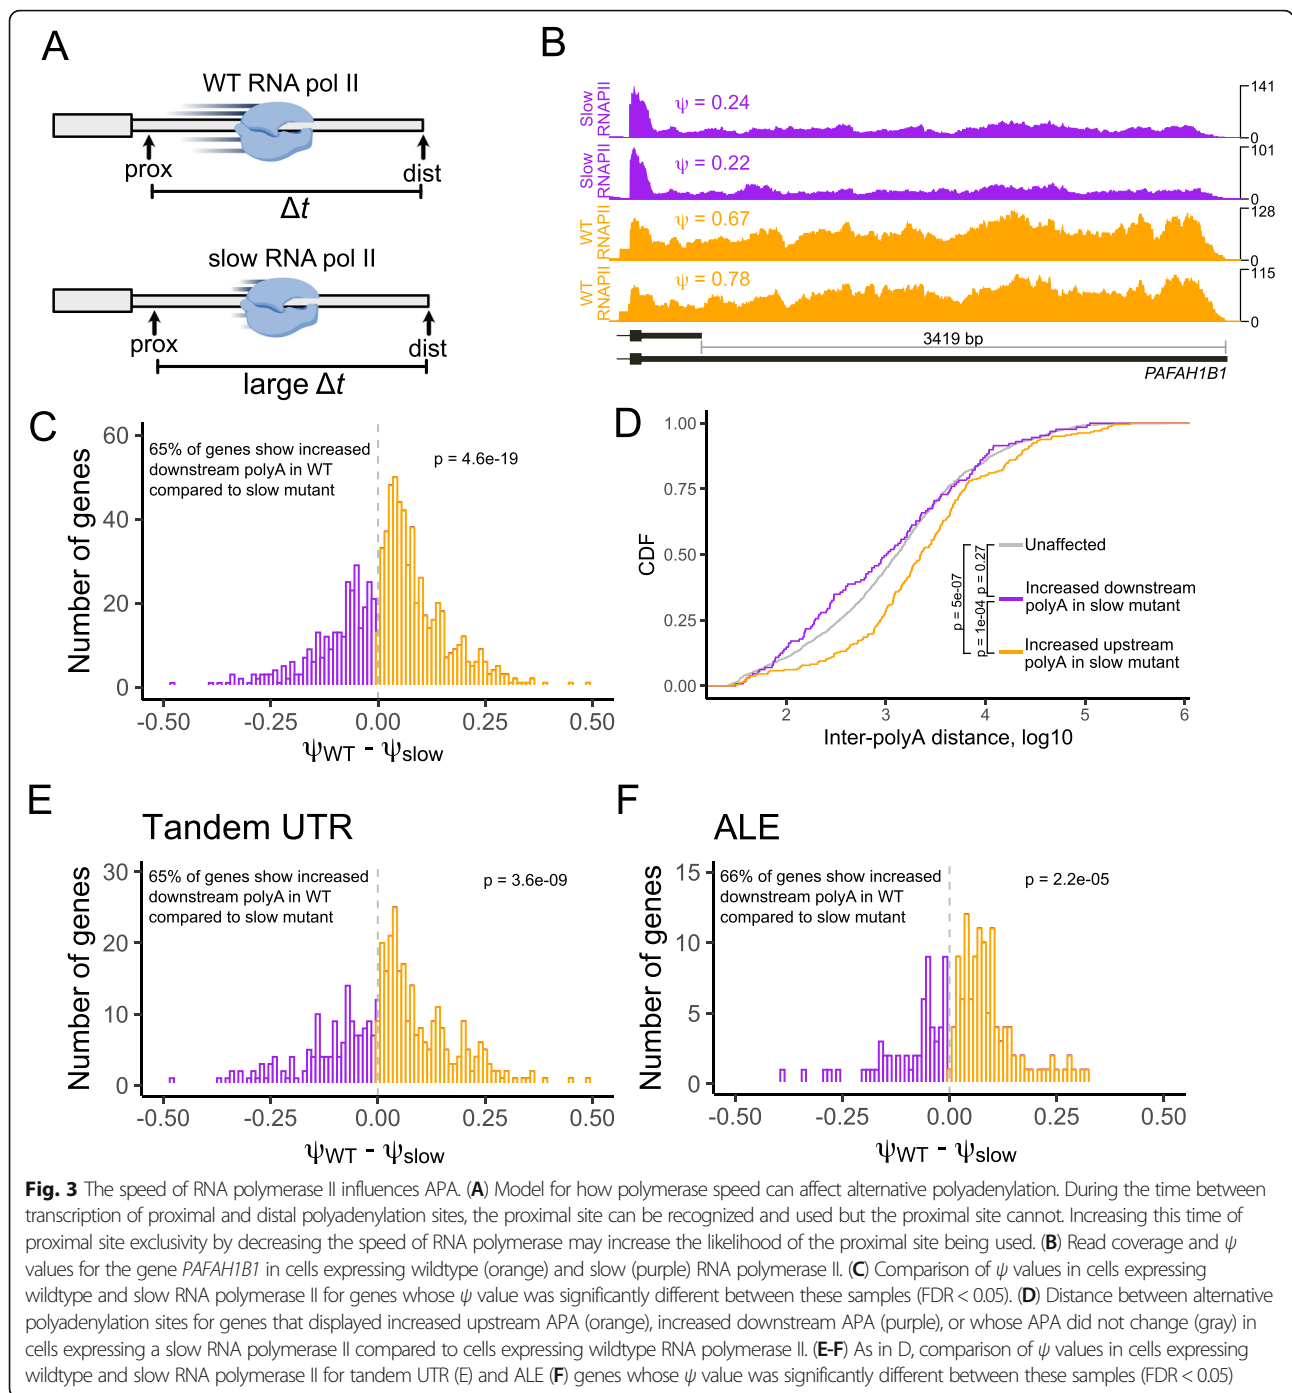 A
WT RNA pol II
prox
dist
Δt
slow RNA pol II
prox
dist
large Δt
B
Slow
RNAPII
ψ = 0.24
141
0
Slow
RNAPII
ψ = 0.22
101
0
WT
RNAPII
ψ = 0.67
128
0
WT
RNAPII
ψ = 0.78
115
0
3419 bp
PAFAH1B1
C
65% of genes show increased
downstream polyA in WT
compared to slow mutant
p = 4.6e-19
Number of genes
60
40
20
0
-0.50
-0.25
0.00
0.25
0.50
ψWT - ψslow
D
1.00
0.75
0.50
0.25
0.00
CDF
p = 5e-07
p = 0.27
p = 1e-04
Unaffected
Increased downstream
polyA in slow mutant
Increased upstream
polyA in slow mutant
2
3
4
5
6
Inter-polyA distance, log10
E
Tandem UTR
65% of genes show increased
downstream polyA in WT
compared to slow mutant
p = 3.6e-09
Number of genes
30
20
10
0
-0.50
-0.25
0.00
0.25
0.50
ψWT - ψslow
F
ALE
66% of genes show increased
downstream polyA in WT
compared to slow mutant
p = 2.2e-05
Number of genes
15
10
5
0
-0.50
-0.25
0.00
0.25
0.50
ψWT - ψslow
Fig. 3 The speed of RNA polymerase II influences APA. (A) Model for how polymerase speed can affect alternative polyadenylation. During the time between
transcription of proximal and distal polyadenylation sites, the proximal site can be recognized and used but the proximal site cannot. Increasing this time of
proximal site exclusivity by decreasing the speed of RNA polymerase may increase the likelihood of the proximal site being used. (B) Read coverage and ψ
values for the gene PAFAH1B1 in cells expressing wildtype (orange) and slow (purple) RNA polymerase II. (C) Comparison of ψ values in cells expressing
wildtype and slow RNA polymerase II for genes whose ψ value was significantly different between these samples (FDR < 0.05). (D) Distance between alternative
polyadenylation sites for genes that displayed increased upstream APA (orange), increased downstream APA (purple), or whose APA did not change (gray) in
cells expressing a slow RNA polymerase II compared to cells expressing wildtype RNA polymerase II. (E-F) As in D, comparison of ψ values in cells expressing
wildtype and slow RNA polymerase II for tandem UTR (E) and ALE (F) genes whose ψ value was significantly different between these samples (FDR < 0.05)